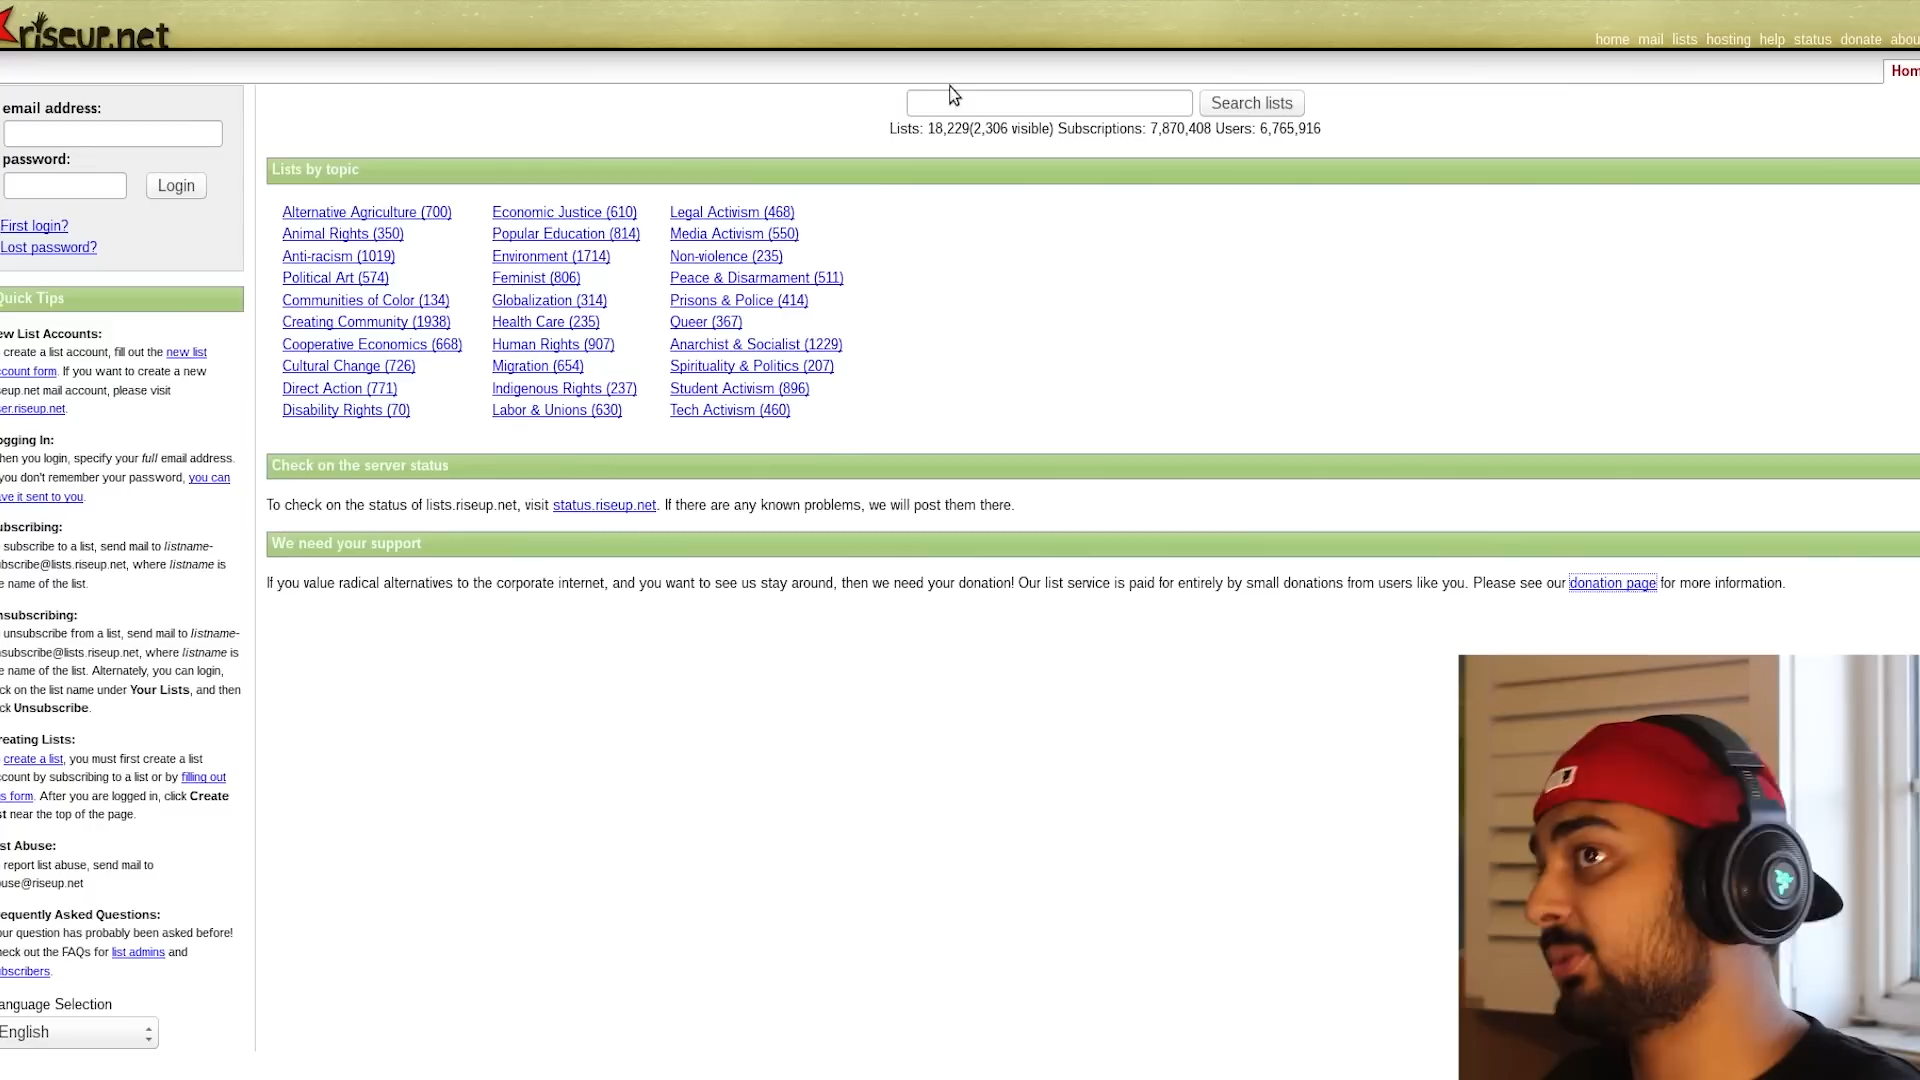 riseup.net
home mail lists hosting help status donate abou
Hom
email address:
password:
Login
First login?
Lost password?
Search lists
Lists: 18,229(2,306 visible) Subscriptions: 7,870,408 Users: 6,765,916
Lists by topic
Alternative Agriculture (700)
Animal Rights (350)
Anti-racism (1019)
Political Art (574)
Communities of Color (134)
Creating Community (1938)
Cooperative Economics (668)
Cultural Change (726)
Direct Action (771)
Disability Rights (70)
Economic Justice (610)
Popular Education (814)
Environment (1714)
Feminist (806)
Globalization (314)
Health Care (235)
Human Rights (907)
Migration (654)
Indigenous Rights (237)
Labor & Unions (630)
Legal Activism (468)
Media Activism (550)
Non-violence (235)
Peace & Disarmament (511)
Prisons & Police (414)
Queer (367)
Anarchist & Socialist (1229)
Spirituality & Politics (207)
Student Activism (896)
Tech Activism (460)
Check on the server status
To check on the status of lists.riseup.net, visit status.riseup.net. If there are any known problems, we will post them there.
We need your support
If you value radical alternatives to the corporate internet, and you want to see us stay around, then we need your donation! Our list service is paid for entirely by small donations from users like you. Please see our donation page for more information.
Quick Tips
ew List Accounts:
create a list account, fill out the new list
count form. If you want to create a new
seup.net mail account, please visit
er.riseup.net.
ogging In:
hen you login, specify your full email address.
you don't remember your password, you can
ve it sent to you.
ubscribing:
subscribe to a list, send mail to listname-
bscribe@lists.riseup.net, where listname is
e name of the list.
nsubscribing:
unsubscribe from a list, send mail to listname-
subscribe@lists.riseup.net, where listname is
e name of the list. Alternately, you can login,
ck on the list name under Your Lists, and then
ck Unsubscribe.
reating Lists:
create a list, you must first create a list
count by subscribing to a list or by filling out
s form. After you are logged in, click Create
st near the top of the page.
st Abuse:
report list abuse, send mail to
use@riseup.net
equently Asked Questions:
our question has probably been asked before!
heck out the FAQs for list admins and
bscribers.
anguage Selection
English